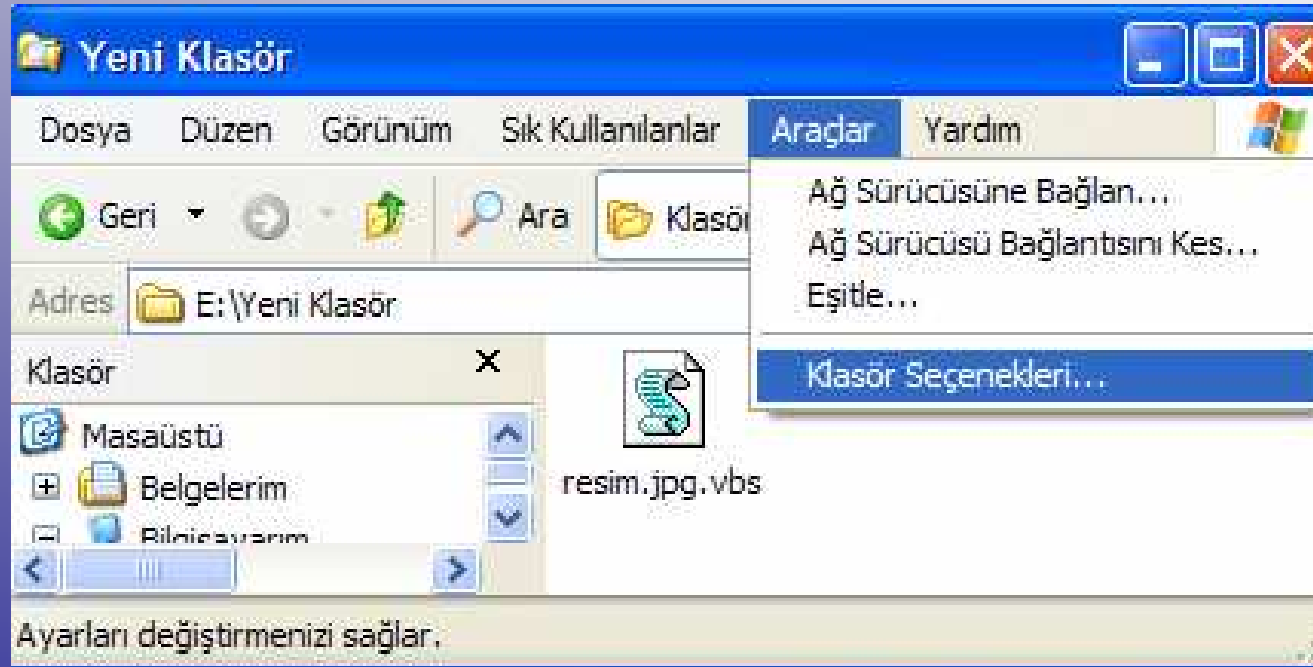 Yeni Klasör
Dosya Düzen Görünüm Sık Kullanılanlar Araçlar Yardım
Geri Ara Klasör
Ağ Sürücüsüne Bağlan...
Ağ Sürücüsü Bağlantısını Kes...
Eşitle...
Klasör Seçenekleri...
Adres E:\Yeni Klasör
Klasör
Masaüstü
Belgelerim
Bilgisayarım
resim.jpg.vbs
Ayarları değiştirmenizi sağlar.